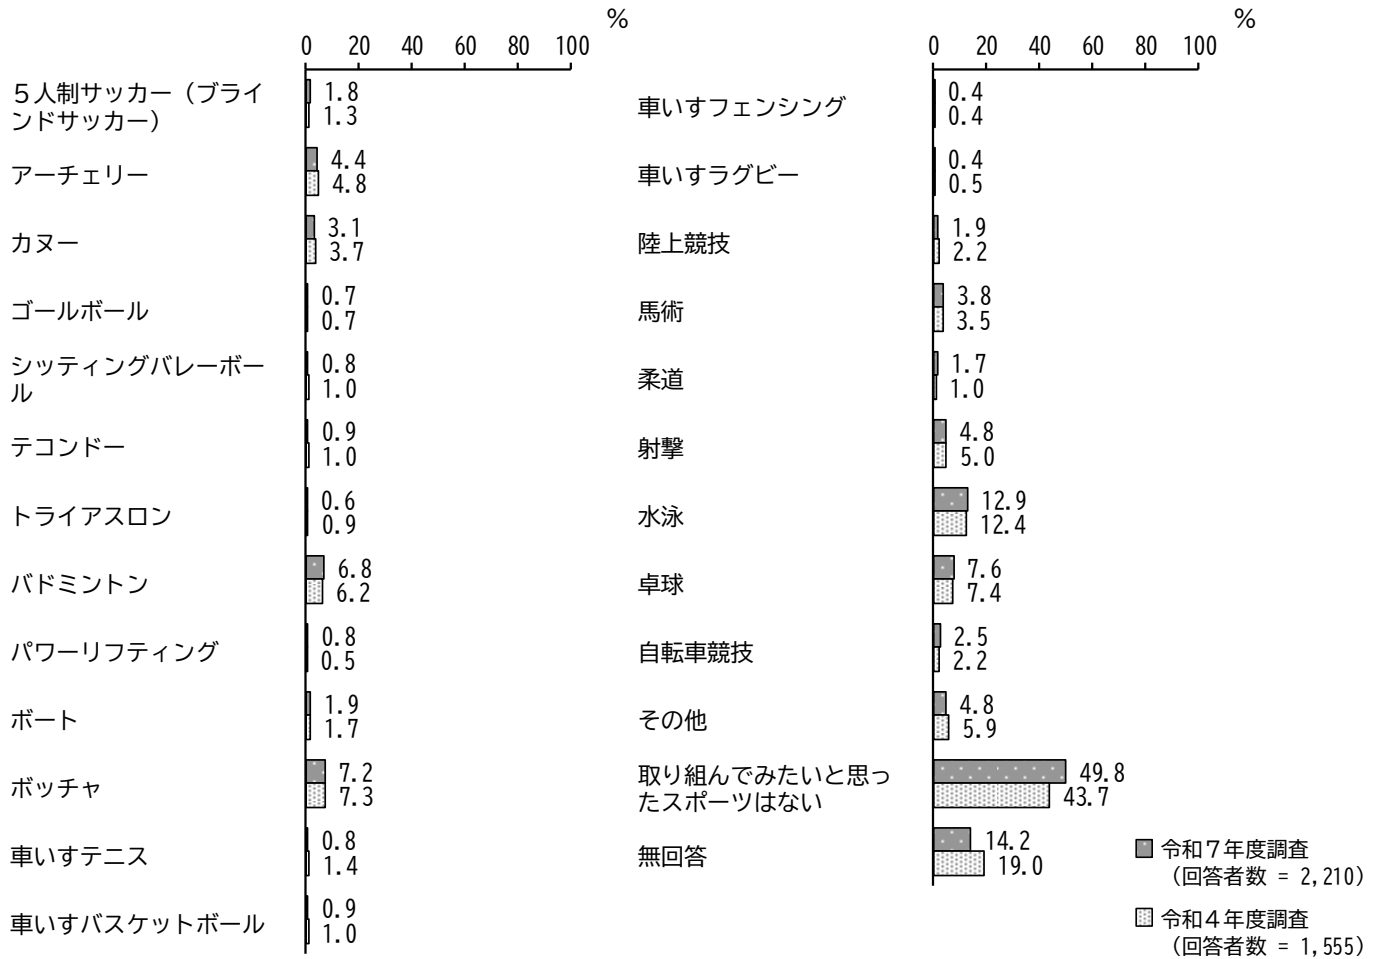 %
0 20 40 60 80 100
5人制サッカー（ブライ
ンドサッカー）
1.8
1.3
アーチェリー
4.4
4.8
カヌー
3.1
3.7
ゴールボール
0.7
0.7
シッティングバレーボー
ル
0.8
1.0
テコンドー
0.9
1.0
トライアスロン
0.6
0.9
バドミントン
6.8
6.2
パワーリフティング
0.8
0.5
ボート
1.9
1.7
ボッチャ
7.2
7.3
車いすテニス
0.8
1.4
車いすバスケットボール
0.9
1.0
%
0 20 40 60 80 100
車いすフェンシング
0.4
0.4
車いすラグビー
0.4
0.5
陸上競技
1.9
2.2
馬術
3.8
3.5
柔道
1.7
1.0
射撃
4.8
5.0
水泳
12.9
12.4
卓球
7.6
7.4
自転車競技
2.5
2.2
その他
4.8
5.9
取り組んでみたいと思っ
たスポーツはない
49.8
43.7
無回答
14.2
19.0
令和７年度調査
（回答者数 = 2,210）
令和４年度調査
（回答者数 = 1,555）